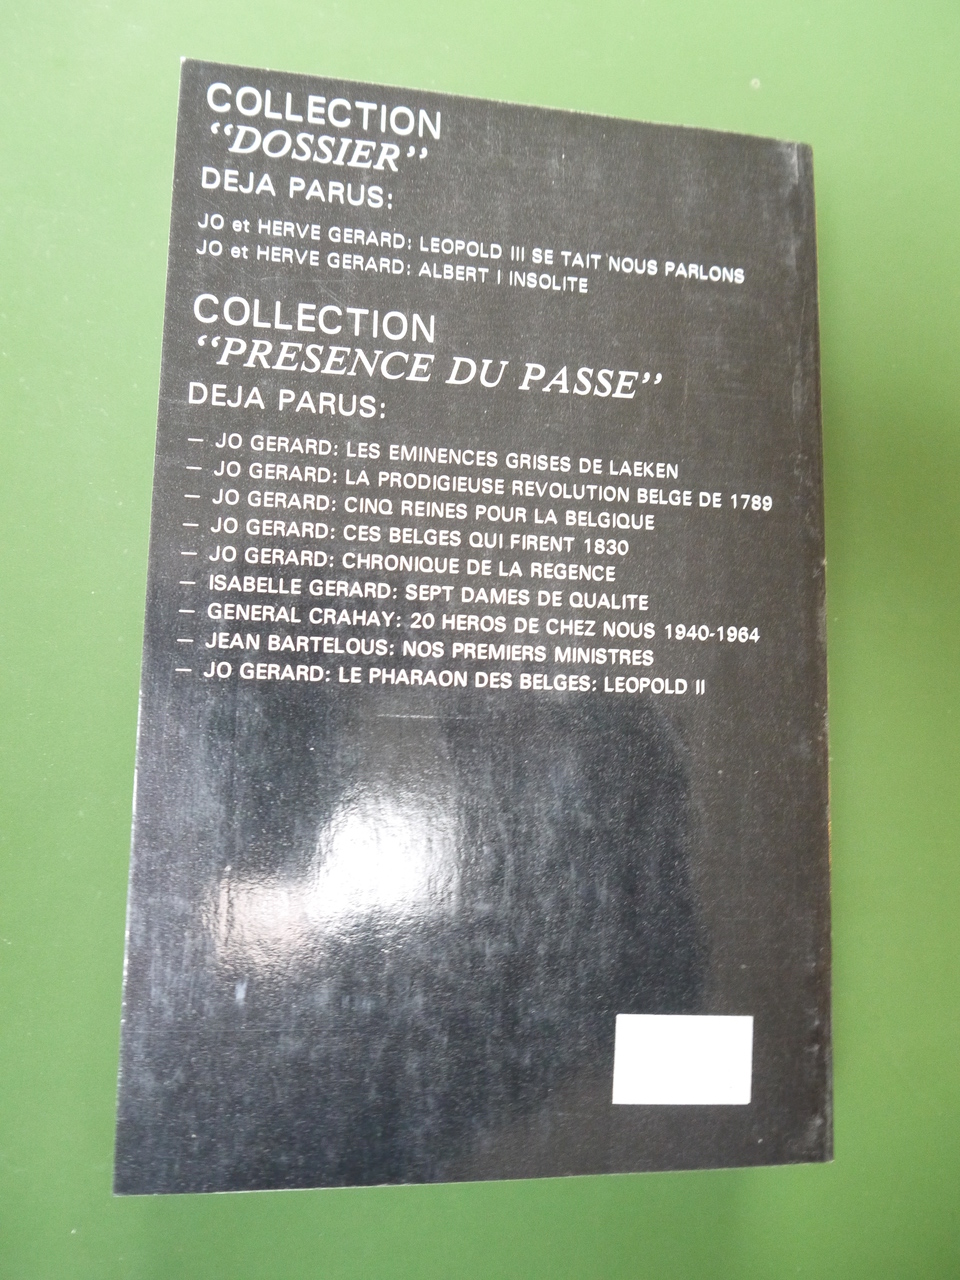 COLLECTION
“DOSSIER”
DEJA PARUS:
JO et HERVE GERARD: LEOPOLD III SE TAIT NOUS PARLONS
JO et HERVE GERARD: ALBERT I INSOLITE
COLLECTION
“PRESENCE DU PASSE”
DEJA PARUS:
— JO GERARD: LES EMINENCES GRISES DE LAEKEN
— JO GERARD: LA PRODIGIEUSE REVOLUTION BELGE DE 1789
— JO GERARD: CINQ REINES POUR LA BELGIQUE
— JO GERARD: CES BELGES QUI FIRENT 1830
— JO GERARD: CHRONIQUE DE LA REGENCE
— ISABELLE GERARD: SEPT DAMES DE QUALITE
— GENERAL CRAHAY: 20 HEROS DE CHEZ NOUS 1940-1964
— JEAN BARTELOUS: NOS PREMIERS MINISTRES
— JO GERARD: LE PHARAON DES BELGES: LEOPOLD II